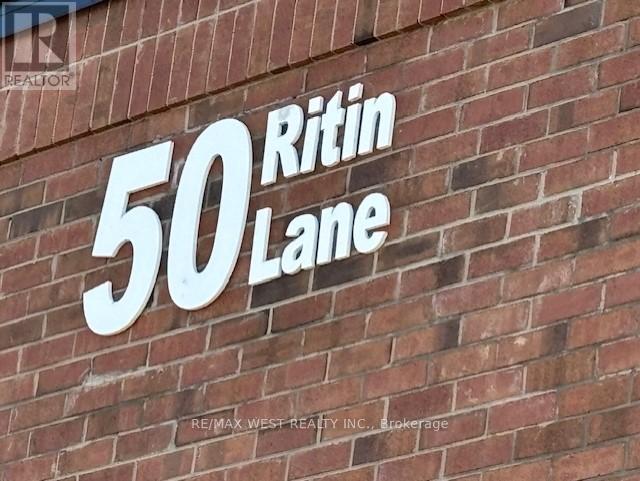 R
REALTOR®
50 Ritin
Lane
RE/MAX WEST REALTY INC., Brokerage